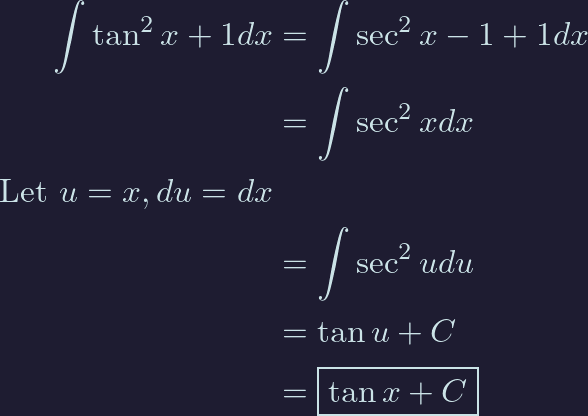 ∫ tan² x + 1dx = ∫ sec² x − 1 + 1dx
= ∫ sec² xdx
Let u = x, du = dx
= ∫ sec² udu
= tan u + C
= tan x + C